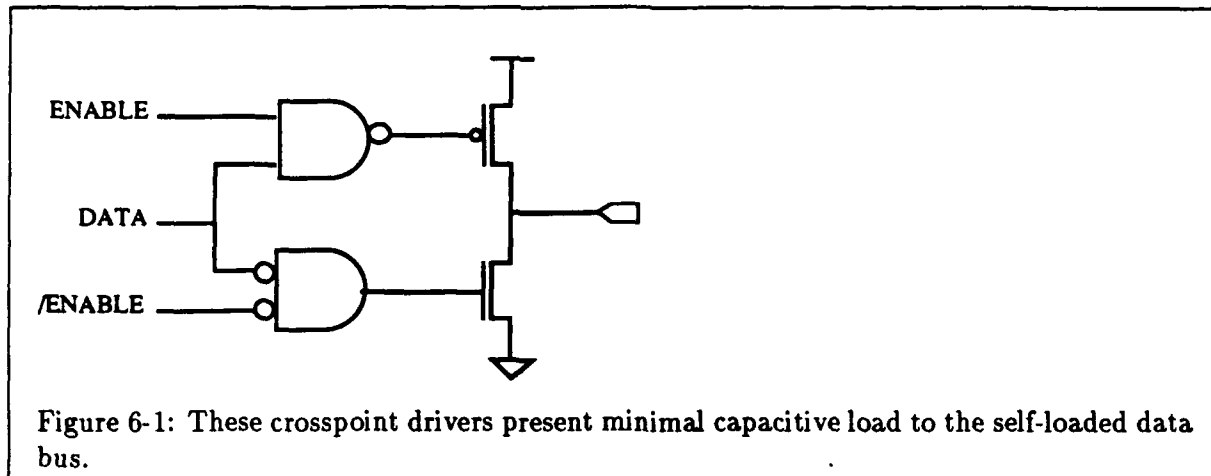 ENABLE
DATA
/ENABLE
Figure 6-1: These crosspoint drivers present minimal capacitive load to the self-loaded data
bus.